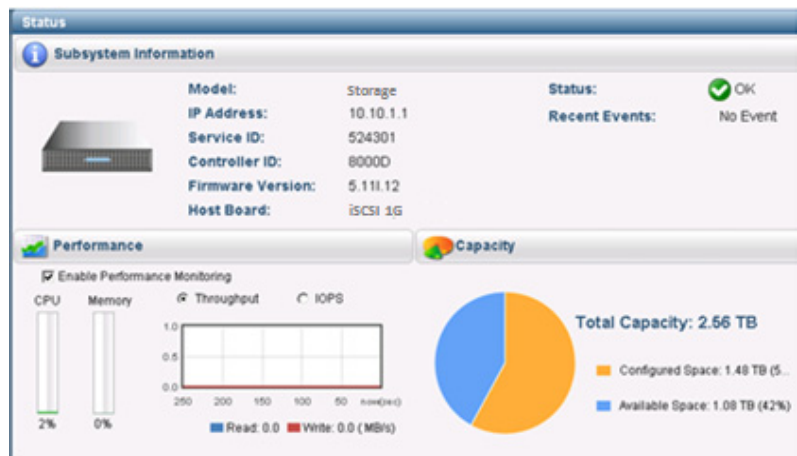 Status
Subsystem Information
Model: Storage
IP Address: 10.10.1.1
Service ID: 524301
Controller ID: 8000D
Firmware Version: 5.11I.12
Host Board: iSCSI 1G
Status: OK
Recent Events: No Event
Performance
Enable Performance Monitoring
CPU Memory
Throughput IOPS
1.0
0.5
0.0
250 200 150 100 50 now(sec)
2% 0%
Read: 0.0 Write: 0.0 (MB/s)
Capacity
Total Capacity: 2.56 TB
Configured Space: 1.48 TB (5...
Available Space: 1.08 TB (42%)